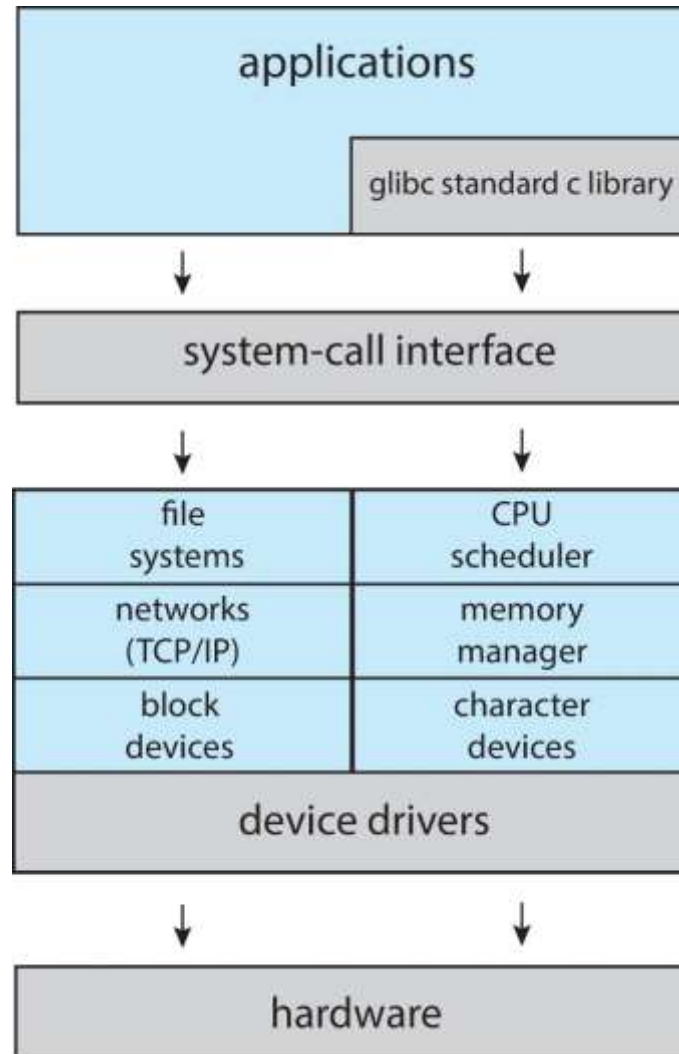 applications
glibc standard c library
system-call interface
file
systems
CPU
scheduler
networks
(TCP/IP)
memory
manager
block
devices
character
devices
device drivers
hardware